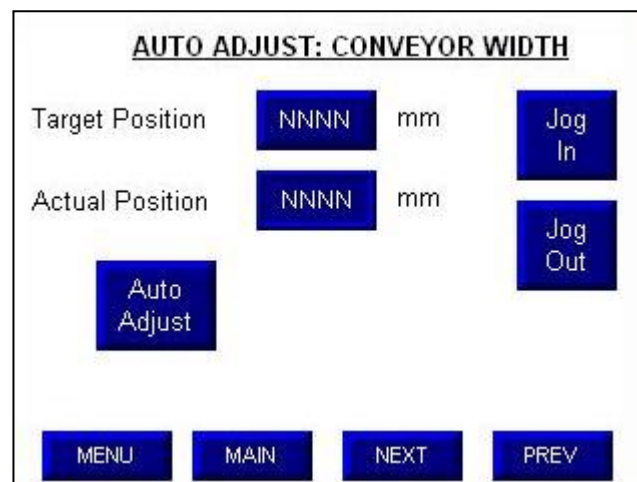 AUTO ADJUST: CONVEYOR WIDTH
Target Position NNNN mm
Jog
In
Actual Position NNNN mm
Jog
Out
Auto
Adjust
MENU MAIN NEXT PREV